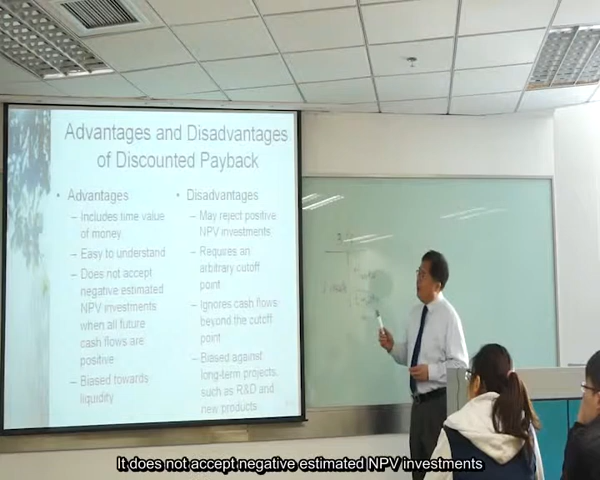 Advantages and Disadvantages
of Discounted Payback
• Advantages
– Includes time value
of money
– Easy to understand
– Does not accept
negative estimated
NPV investments
when all future
cash flows are
positive
– Biased towards
liquidity
• Disadvantages
– May reject positive
NPV investments
– Requires an
arbitrary cutoff
point
– Ignores cash flows
beyond the cutoff
point
– Biased against
long-term projects,
such as R&D and
new products
It does not accept negative estimated NPV investments